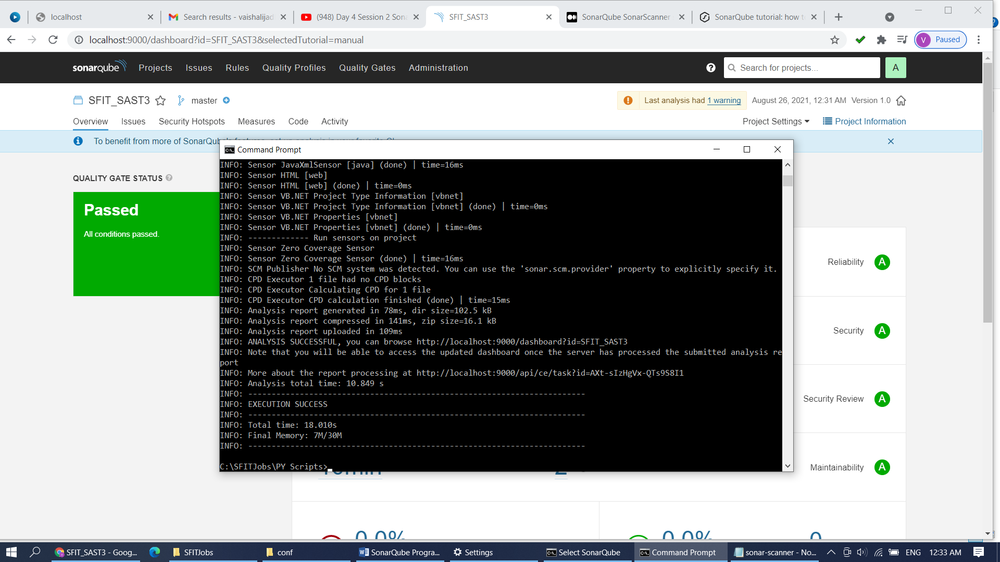 localhost
Search results - vaishalijad
(948) Day 4 Session 2 Sona
SFIT_SAST3
SonarQube SonarScanner
SonarQube tutorial: how t
localhost:9000/dashboard?id=SFIT_SAST3&selectedTutorial=manual
V Paused
sonarqube Projects Issues Rules Quality Profiles Quality Gates Administration
Search for projects...
A
SFIT_SAST3 master
Last analysis had 1 warning August 26, 2021, 12:31 AM Version 1.0
Overview Issues Security Hotspots Measures Code Activity
Project Settings Project Information
To benefit from more of SonarQube's features, set up analysis in your favorite CI.
Command Prompt
QUALITY GATE STATUS
Passed
All conditions passed.
INFO: Sensor JavaXmlSensor [java] (done) | time=16ms
INFO: Sensor HTML [web]
INFO: Sensor HTML [web] (done) | time=0ms
INFO: Sensor VB.NET Project Type Information [vbnet]
INFO: Sensor VB.NET Project Type Information [vbnet] (done) | time=0ms
INFO: Sensor VB.NET Properties [vbnet]
INFO: Sensor VB.NET Properties [vbnet] (done) | time=0ms
INFO: ------------- Run sensors on project
INFO: Sensor Zero Coverage Sensor
INFO: Sensor Zero Coverage Sensor (done) | time=16ms
INFO: SCM Publisher No SCM system was detected. You can use the 'sonar.scm.provider' property to explicitly specify it.
INFO: CPD Executor 1 file had no CPD blocks
INFO: CPD Executor Calculating CPD for 1 file
INFO: CPD Executor CPD calculation finished (done) | time=15ms
INFO: Analysis report generated in 78ms, dir size=102.5 kB
INFO: Analysis report compressed in 141ms, zip size=16.1 kB
INFO: Analysis report uploaded in 109ms
INFO: ANALYSIS SUCCESSFUL, you can browse http://localhost:9000/dashboard?id=SFIT_SAST3
INFO: Note that you will be able to access the updated dashboard once the server has processed the submitted analysis re
port
INFO: More about the report processing at http://localhost:9000/api/ce/task?id=AXt-sIzHgVx-QTs9S8I1
INFO: Analysis total time: 10.849 s
INFO: ------------------------------------------------------------------------
INFO: EXECUTION SUCCESS
INFO: ------------------------------------------------------------------------
INFO: Total time: 18.010s
INFO: Final Memory: 7M/30M
INFO: ------------------------------------------------------------------------
C:\SFITJobs\PY Scripts>
Reliability A
Security A
Security Review A
Maintainability A
0.0%
0.0%
0
SFIT_SAST3 - Goog...
SFITJobs
conf
SonarQube Progra...
Settings
Select SonarQube
Command Prompt
sonar-scanner - No...
ENG
12:33 AM